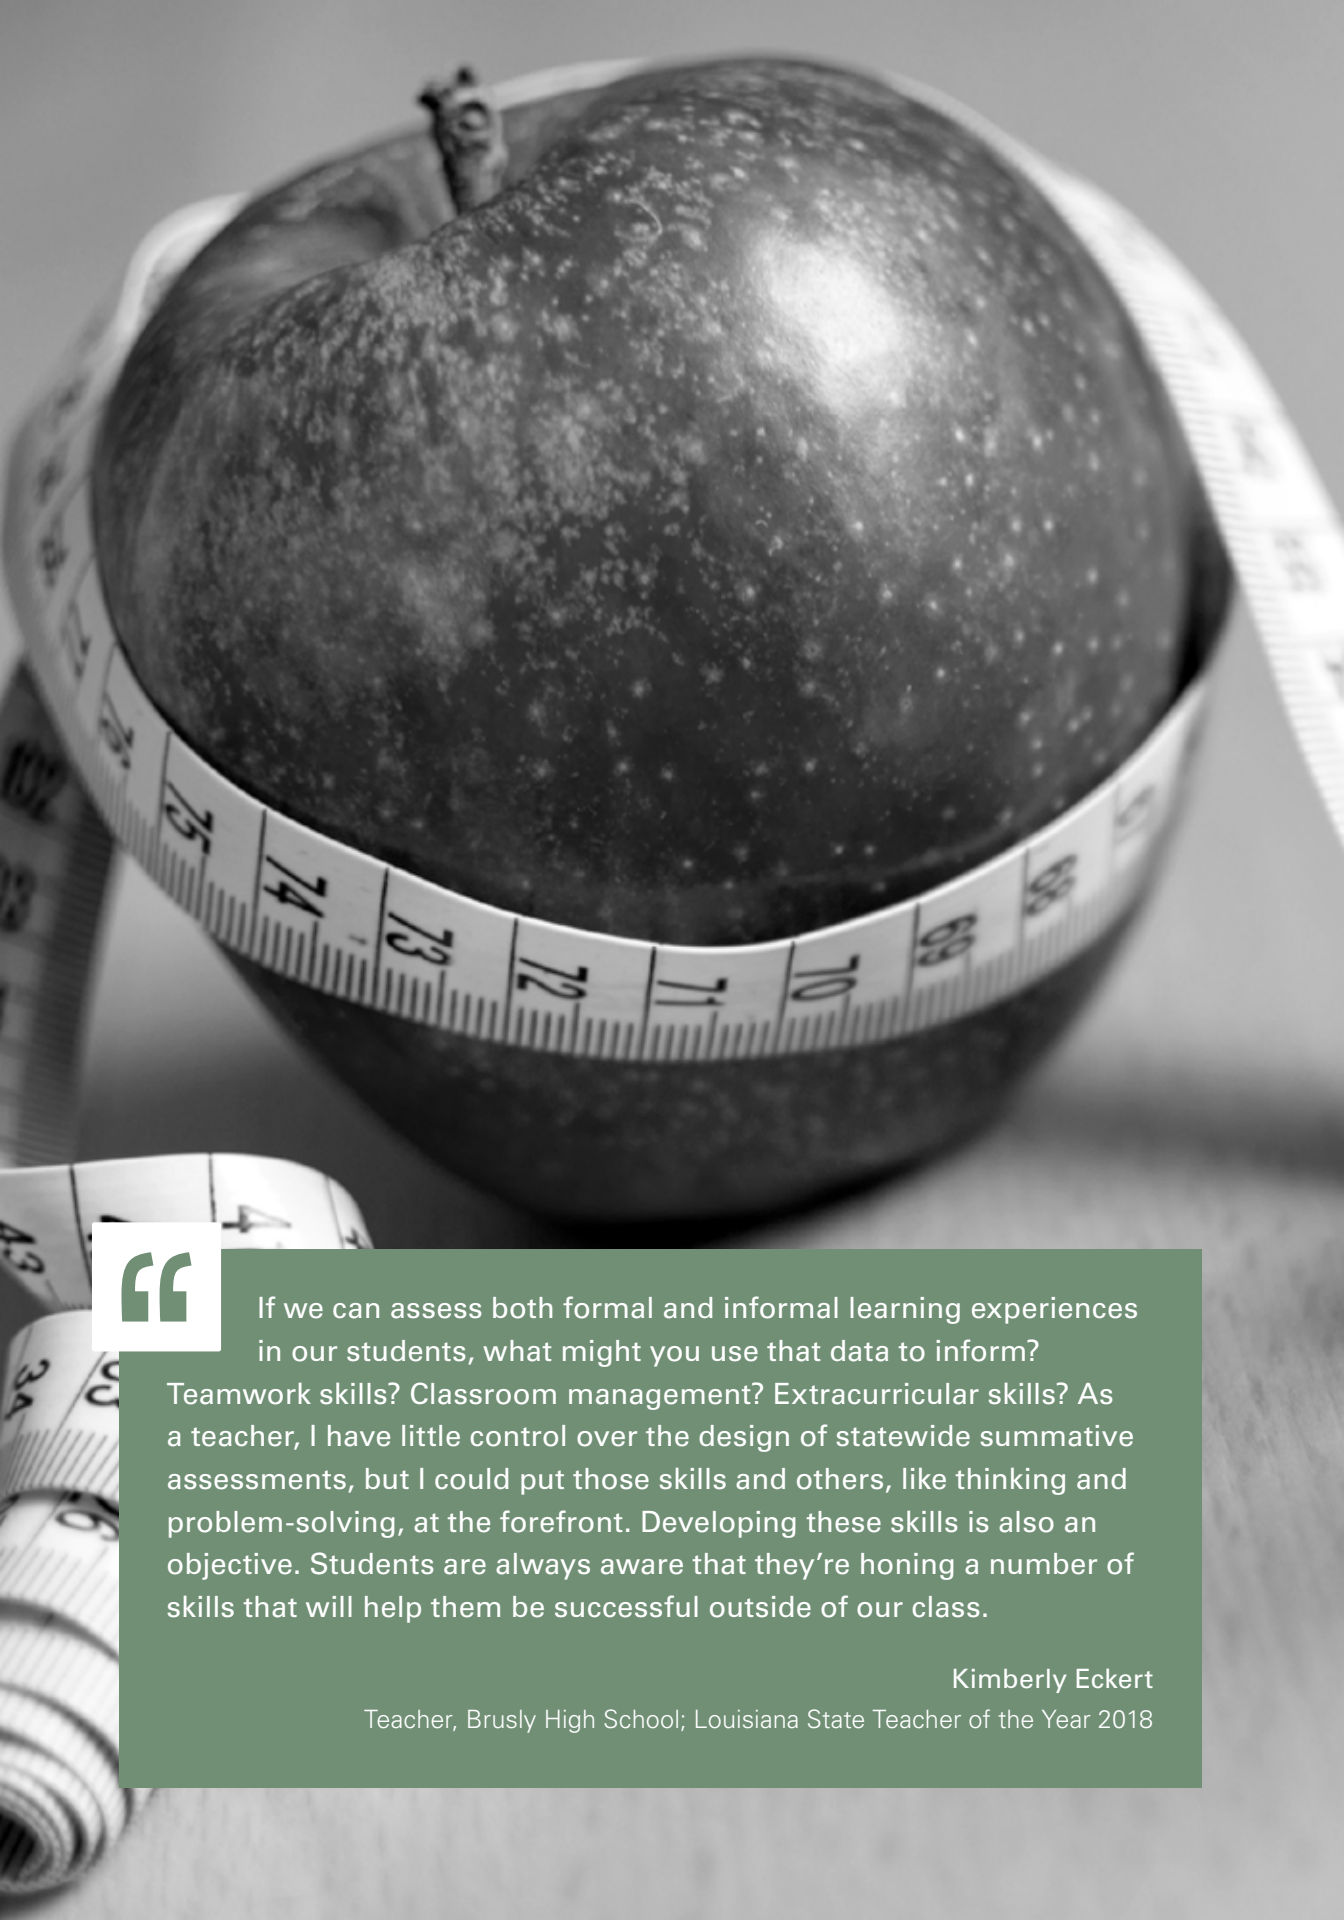 75
74
73
72
71
70
69
68
“
If we can assess both formal and informal learning experiences
in our students, what might you use that data to inform?
Teamwork skills? Classroom management? Extracurricular skills? As
a teacher, I have little control over the design of statewide summative
assessments, but I could put those skills and others, like thinking and
problem-solving, at the forefront. Developing these skills is also an
objective. Students are always aware that they’re honing a number of
skills that will help them be successful outside of our class.
Kimberly Eckert
Teacher, Brusly High School; Louisiana State Teacher of the Year 2018